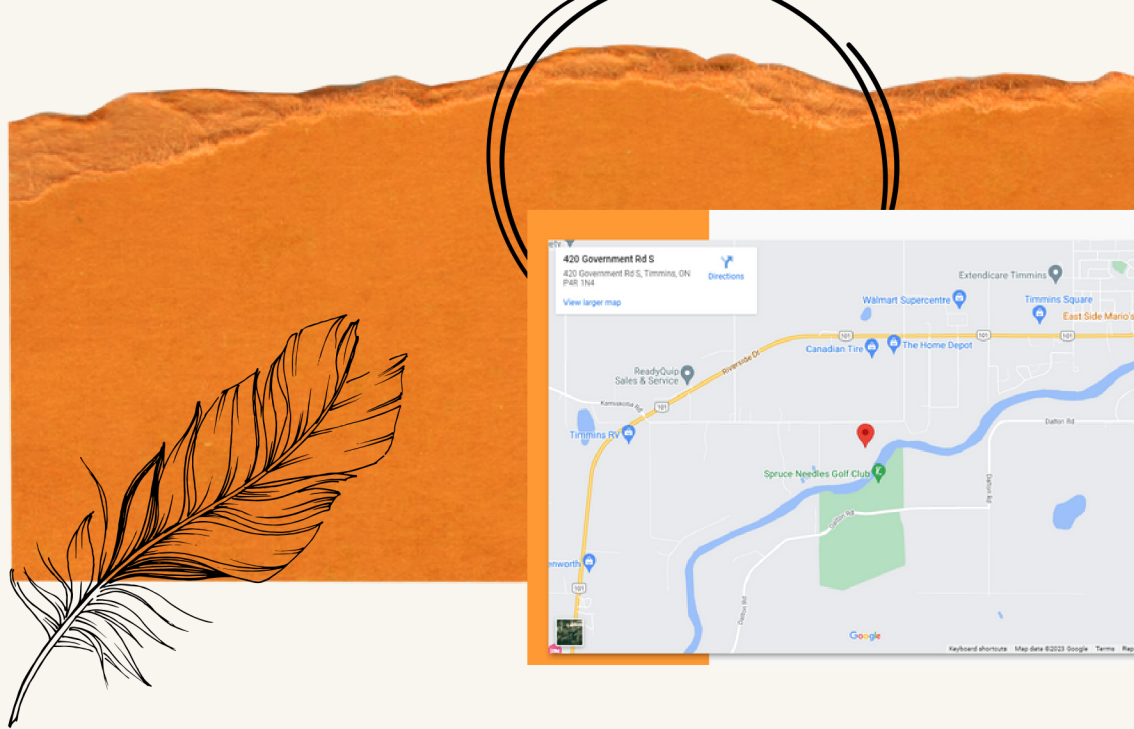 420 Government Rd S
420 Government Rd S, Timmins, ON
P4R 1N4
Directions
View larger map
Extendicare Timmins
Walmart Supercentre
Timmins Square
East Side Mario's
101
101
101
Canadian Tire
The Home Depot
Riverside Dr
ReadyQuip
Sales & Service
Kamiskotia Rd
101
Timmins RV
Dalton Rd
Spruce Needles Golf Club
Dalton Rd
Dalton Rd
enworth
101
Dalton Rd
Google
Keyboard shortcuts Map data ©2023 Google Terms Rep